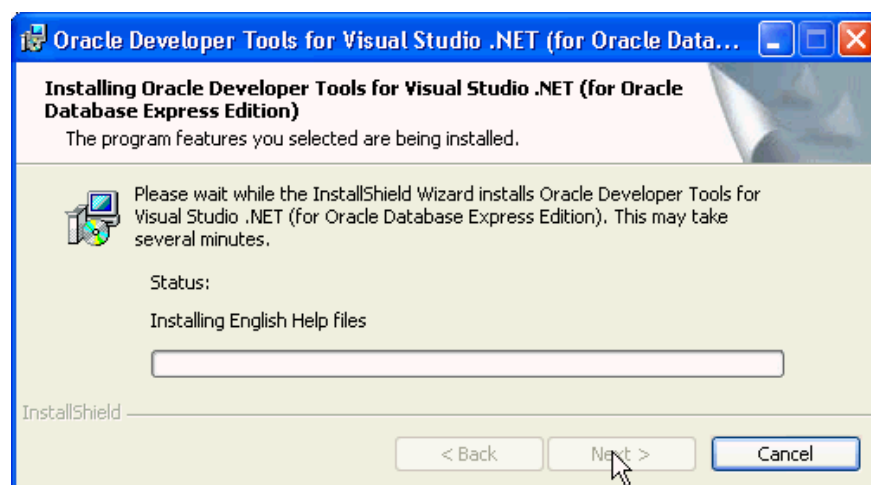 Oracle Developer Tools for Visual Studio .NET (for Oracle Data...
Installing Oracle Developer Tools for Visual Studio .NET (for Oracle
Database Express Edition)
The program features you selected are being installed.
Please wait while the InstallShield Wizard installs Oracle Developer Tools for
Visual Studio .NET (for Oracle Database Express Edition). This may take
several minutes.
Status:
Installing English Help files
InstallShield
< Back
Next >
Cancel